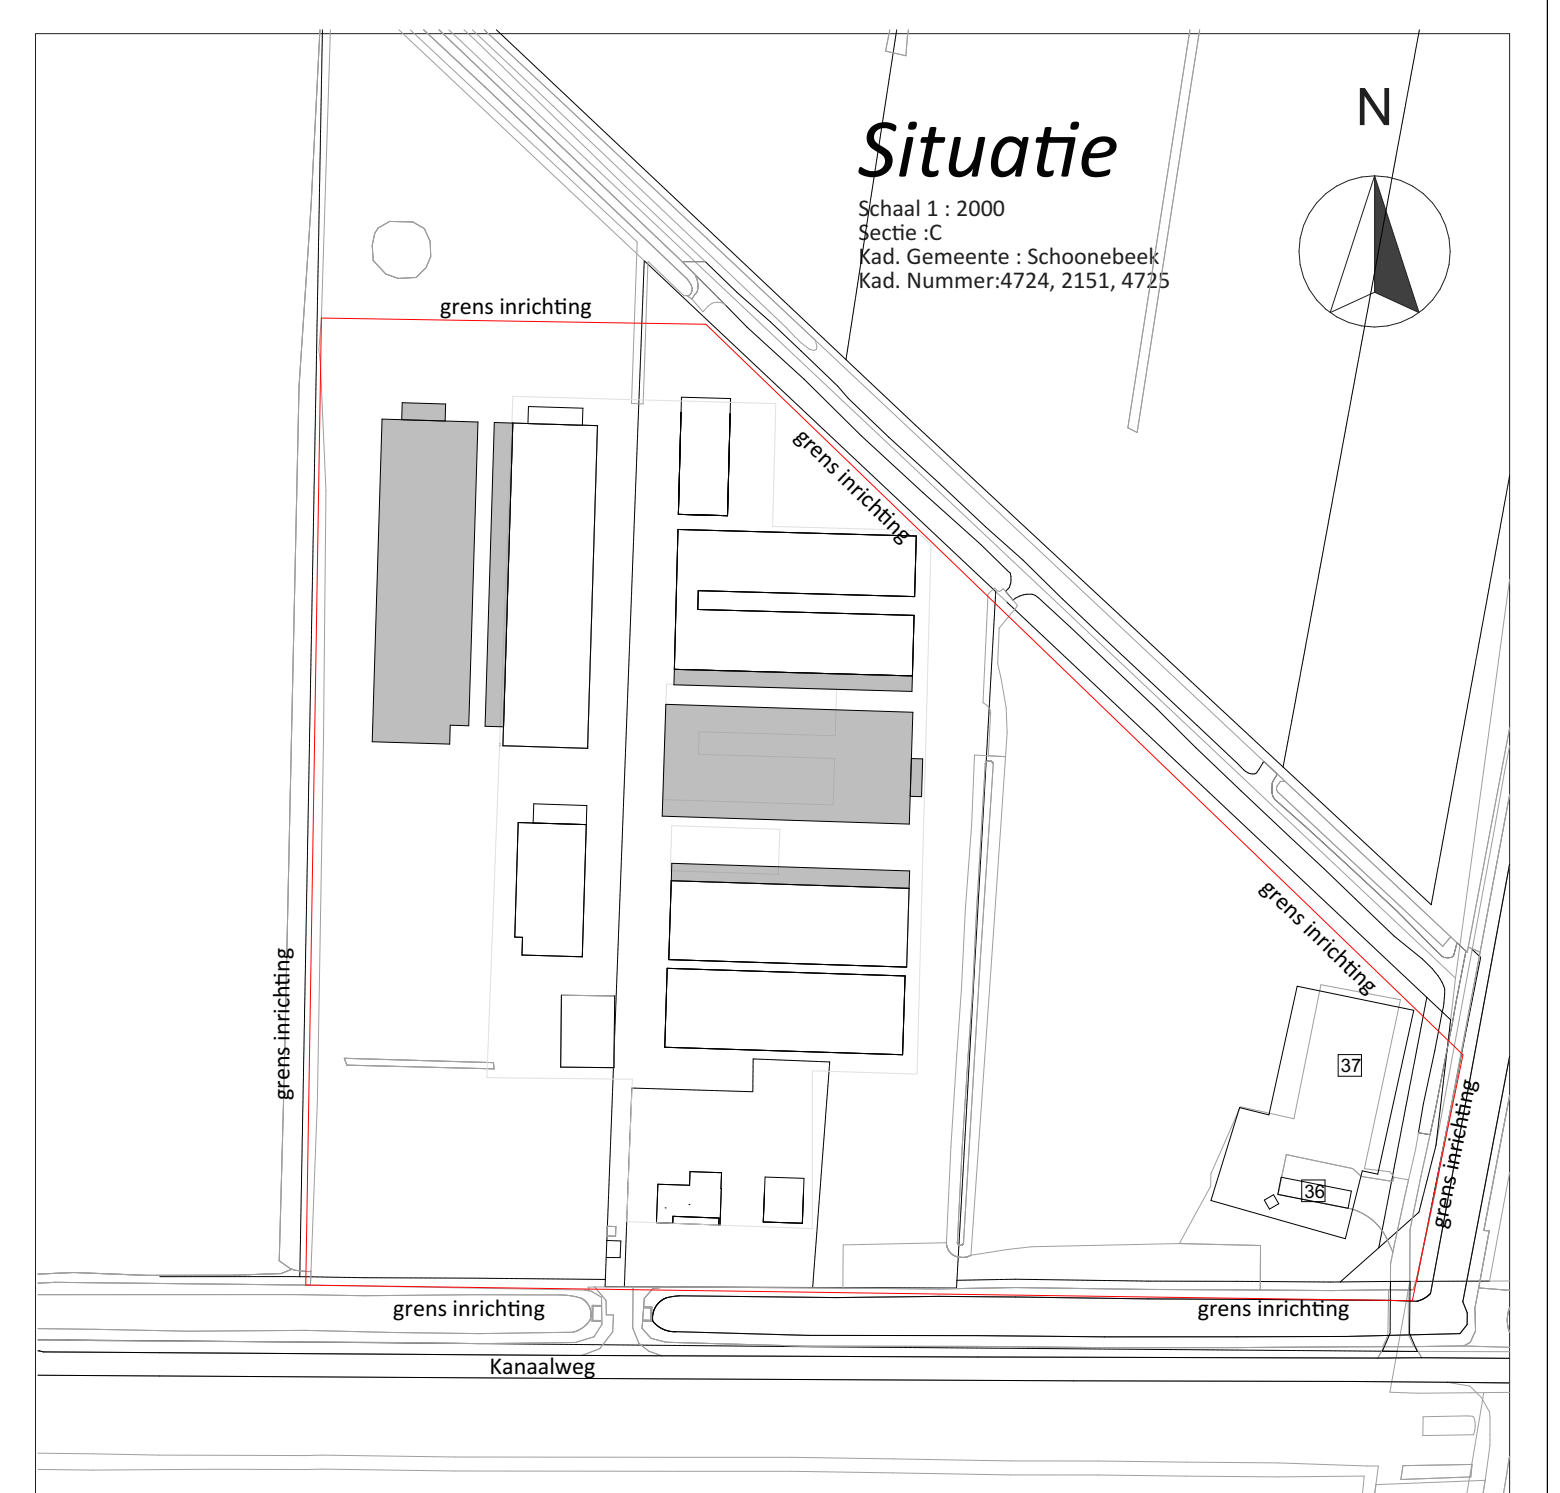 Situatie
N
Schaal 1 : 2000
Sectie :C
Kad. Gemeente : Schoonebeek
Kad. Nummer:4724, 2151, 4725
grens inrichting
grens inrichting
grens inrichting
grens inrichting
37
grens inrichting
36
grens inrichting
grens inrichting
Kanaalweg